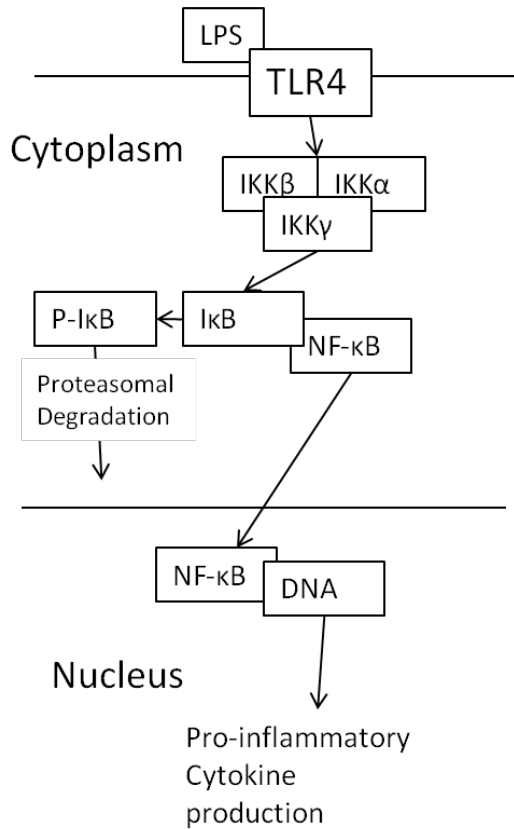 LPS
TLR4
Cytoplasm
IKKβ
IKKα
IKKγ
P-IκB
IκB
NF-κB
Proteasomal
Degradation
NF-κB
DNA
Nucleus
Pro-inflammatory
Cytokine
production